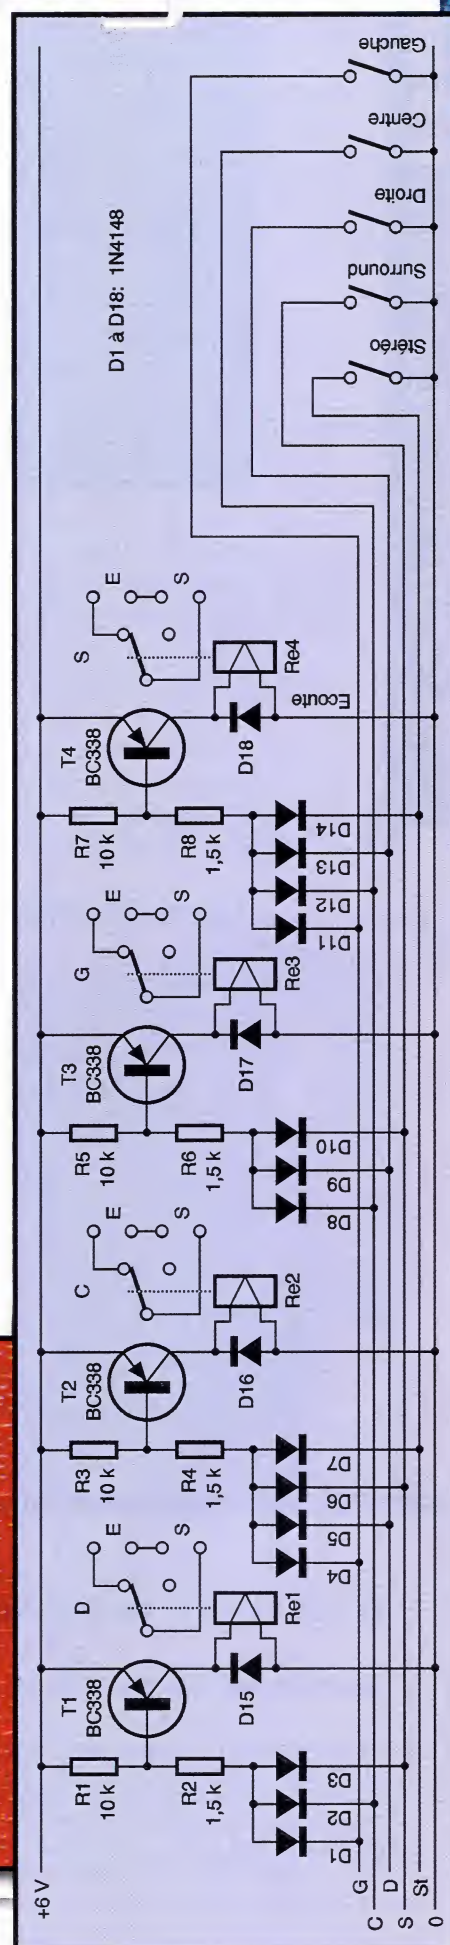 +6 V
R1
10 k
R2
1,5 k
T1
BC338
D
E
S
D15
Re1
D1
D2
D3
R3
10 k
R4
1,5 k
T2
BC338
C
E
S
D16
Re2
D4
D5
D6
D7
R5
10 k
R6
1,5 k
T3
BC338
G
E
S
D17
Re3
D8
D9
D10
R7
10 k
R8
1,5 k
T4
BC338
S
E
S
D18
Re4
Ecoute
D11
D12
D13
D14
D1 à D18: 1N4148
Stéréo
Surround
Droite
Centre
Gauche
G
C
D
S
St
0